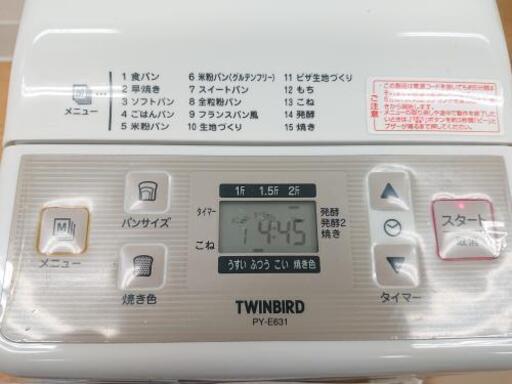 メニュー
1 食パン
2 早焼き
3 ソフトパン
4 ごはんパン
5 米粉パン
6 米粉パン(グルテンフリー)
7 スイートパン
8 全粒粉パン
9 フランスパン風
10 生地づくり
11 ピザ生地づくり
12 もち
13 こね
14 発酵
15 焼き
ご注意
メニュー
パンサイズ
焼き色
1斤 1.5斤 2斤
タイマー
こね
1 4:45
発酵
発酵2
焼き
うすい ふつう こい 焼き色
TWINBIRD
PY-E631
タイマー
スタート
取消